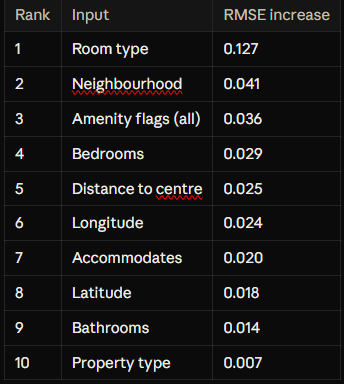 Rank Input RMSE increase
1 Room type 0.127
2 Neighbourhood 0.041
3 Amenity flags (all) 0.036
4 Bedrooms 0.029
5 Distance to centre 0.025
6 Longitude 0.024
7 Accommodates 0.020
8 Latitude 0.018
9 Bathrooms 0.014
10 Property type 0.007